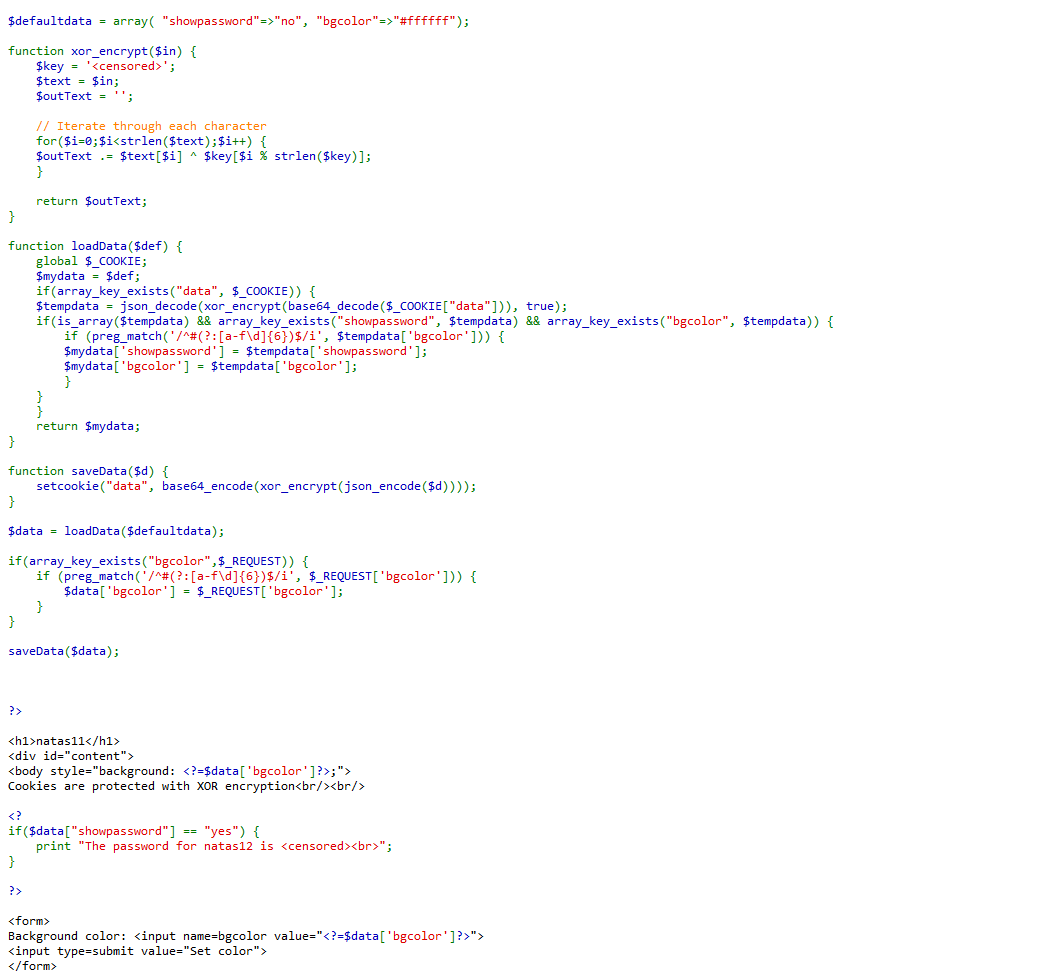 $defaultdata = array( "showpassword"=>"no", "bgcolor"=>"#ffffff");
function xor_encrypt($in) {
    $key = '<censored>';
    $text = $in;
    $outText = '';
    // Iterate through each character
    for($i=0;$i<strlen($text);$i++) {
    $outText .= $text[$i] ^ $key[$i % strlen($key)];
    }
    return $outText;
}
function loadData($def) {
    global $_COOKIE;
    $mydata = $def;
    if(array_key_exists("data", $_COOKIE)) {
    $tempdata = json_decode(xor_encrypt(base64_decode($_COOKIE["data"])), true);
    if(is_array($tempdata) && array_key_exists("showpassword", $tempdata) && array_key_exists("bgcolor", $tempdata)) {
        if (preg_match('/^#(?:[a-f\d]{6})$/i', $tempdata['bgcolor'])) {
        $mydata['showpassword'] = $tempdata['showpassword'];
        $mydata['bgcolor'] = $tempdata['bgcolor'];
        }
    }
    }
    return $mydata;
}
function saveData($d) {
    setcookie("data", base64_encode(xor_encrypt(json_encode($d))));
}
$data = loadData($defaultdata);
if(array_key_exists("bgcolor",$_REQUEST)) {
    if (preg_match('/^#(?:[a-f\d]{6})$/i', $_REQUEST['bgcolor'])) {
        $data['bgcolor'] = $_REQUEST['bgcolor'];
    }
}
saveData($data);
?>
<h1>natas11</h1>
<div id="content">
<body style="background: <?=$data['bgcolor']?>;">
Cookies are protected with XOR encryption<br/><br/>
<?
if($data["showpassword"] == "yes") {
    print "The password for natas12 is <censored><br>";
}
?>
<form>
Background color: <input name=bgcolor value="<?=$data['bgcolor']?>">
<input type=submit value="Set color">
</form>